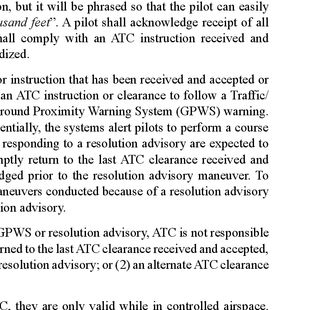 on, but it will be phrased so that the pilot can easily
usand feet”. A pilot shall acknowledge receipt of all
hall comply with an ATC instruction received and
dized.
or instruction that has been received and accepted or
an ATC instruction or clearance to follow a Traffic/
Ground Proximity Warning System (GPWS) warning.
entially, the systems alert pilots to perform a course
responding to a resolution advisory are expected to
mptly return to the last ATC clearance received and
dged prior to the resolution advisory maneuver. To
aneuvers conducted because of a resolution advisory
ion advisory.
GPWS or resolution advisory, ATC is not responsible
rned to the last ATC clearance received and accepted,
resolution advisory; or (2) an alternate ATC clearance
C, they are only valid while in controlled airspace.